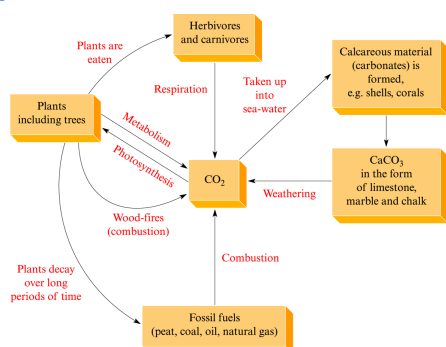 Herbivores
and carnivores
Plants are
eaten
Calcareous material
(carbonates) is
formed,
e.g. shells, corals
Respiration
Taken up
into
sea-water
Plants
including trees
Metabolism
Photosynthesis
CO₂
CaCO₃
in the form
of limestone,
marble and chalk
Weathering
Wood-fires
(combustion)
Combustion
Plants decay
over long
periods of time
Fossil fuels
(peat, coal, oil, natural gas)